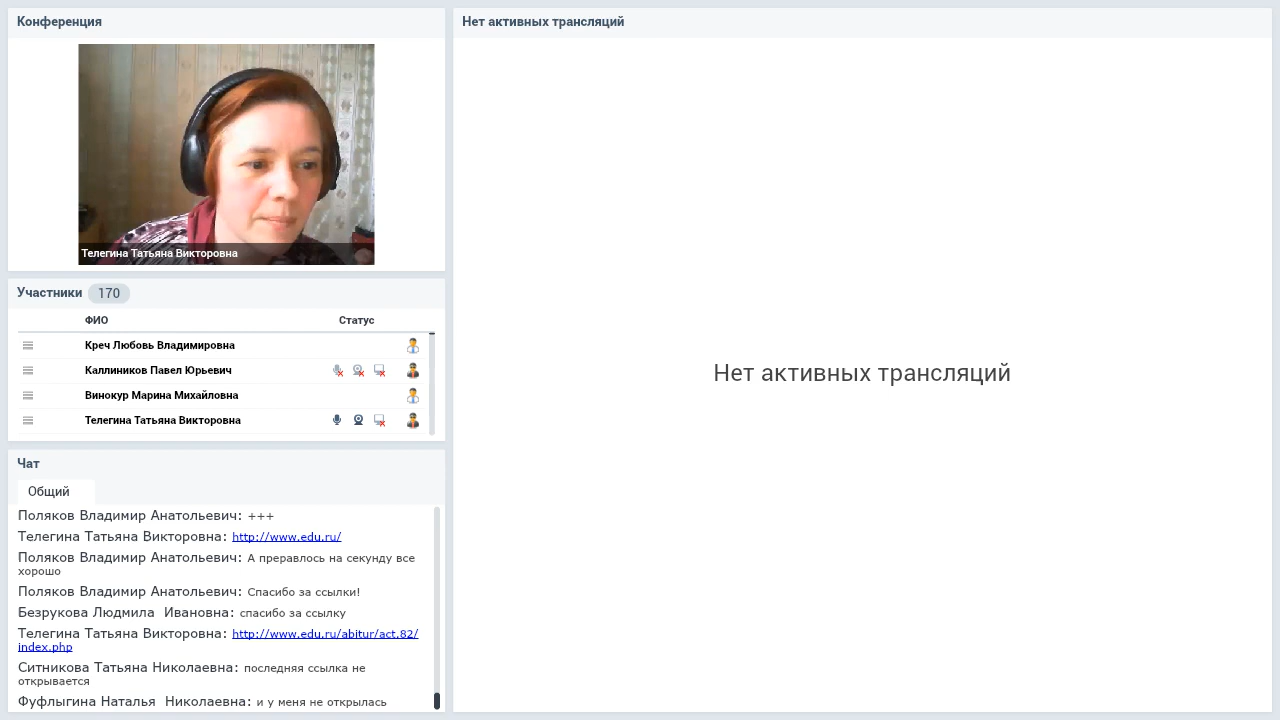 Конференция
Телегина Татьяна Викторовна
Участники 170
ФИО Статус
Креч Любовь Владимировна
Каллиников Павел Юрьевич
Винокур Марина Михайловна
Телегина Татьяна Викторовна
Чат
Общий
Поляков Владимир Анатольевич: +++
Телегина Татьяна Викторовна: http://www.edu.ru/
Поляков Владимир Анатольевич: А преравлось на секунду все
хорошо
Поляков Владимир Анатольевич: Спасибо за ссылки!
Безрукова Людмила Ивановна: спасибо за ссылку
Телегина Татьяна Викторовна: http://www.edu.ru/abitur/act.82/
index.php
Ситникова Татьяна Николаевна: последняя ссылка не
открывается
Фуфлыгина Наталья Николаевна: и у меня не открылась
Нет активных трансляций
Нет активных трансляций